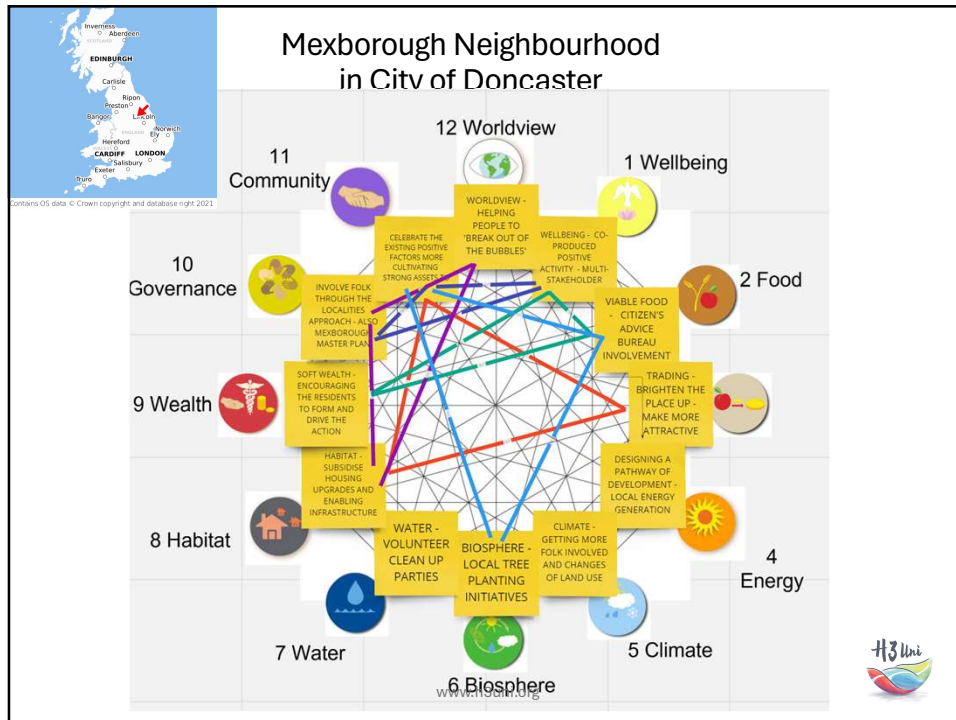 Mexborough Neighbourhood
in City of Doncaster
Inverness
Aberdeen
SCOTLAND
EDINBURGH
Carlisle
Ripon
Preston
Bangor
Lincoln
ENGLAND
Norwich
Ely
Hereford
CARDIFF
LONDON
Salisbury
Exeter
Truro
Contains OS data © Crown copyright and database right 2021
12 Worldview
WORLDVIEW -
HELPING
PEOPLE TO
'BREAK OUT OF
THE BUBBLES'
1 Wellbeing
WELLBEING - CO-
PRODUCED
POSITIVE
ACTIVITY - MULTI-
STAKEHOLDER
2 Food
VIABLE FOOD
- CITIZEN'S
ADVICE
BUREAU
INVOLVEMENT
TRADING -
BRIGHTEN THE
PLACE UP -
MAKE MORE
ATTRACTIVE
DESIGNING A
PATHWAY OF
DEVELOPMENT -
LOCAL ENERGY
GENERATION
4
Energy
CLIMATE -
GETTING MORE
FOLK INVOLVED
AND CHANGES
OF LAND USE
5 Climate
BIOSPHERE -
LOCAL TREE
PLANTING
INITIATIVES
6 Biosphere
www.h3uni.org
WATER -
VOLUNTEER
CLEAN UP
PARTIES
7 Water
HABITAT -
SUBSIDISE
HOUSING
UPGRADES AND
ENABLING
INFRASTRUCTURE
8 Habitat
SOFT WEALTH -
ENCOURAGING
THE RESIDENTS
TO FORM AND
DRIVE THE
ACTION
9 Wealth
INVOLVE FOLK
THROUGH THE
LOCALITIES
APPROACH - ALSO
MEXBOROUGH
MASTER PLAN
10
Governance
CELEBRATE THE
EXISTING POSITIVE
FACTORS MORE
CULTIVATING
STRONG ASSETS
11
Community
H3Uni